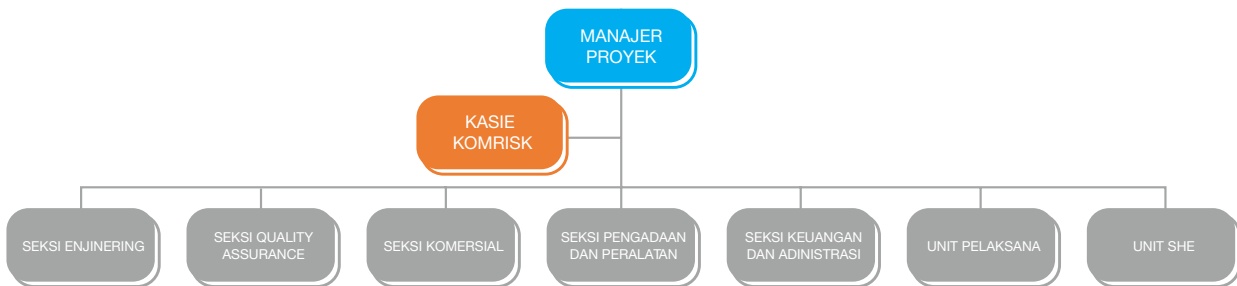 MANAJER
PROYEK
KASIE
KOMRISK
SEKSI ENJINERING
SEKSI QUALITY
ASSURANCE
SEKSI KOMERSIAL
SEKSI PENGADAAN
DAN PERALATAN
SEKSI KEUANGAN
DAN ADINISTRASI
UNIT PELAKSANA
UNIT SHE